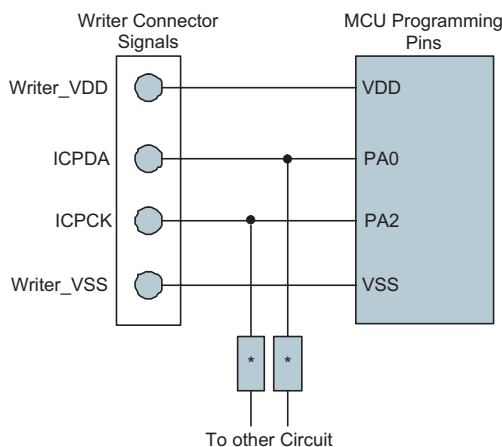 Writer Connector
Signals
MCU Programming
Pins
Writer_VDD
VDD
ICPDA
PA0
ICPCK
PA2
Writer_VSS
VSS
*
*
To other Circuit